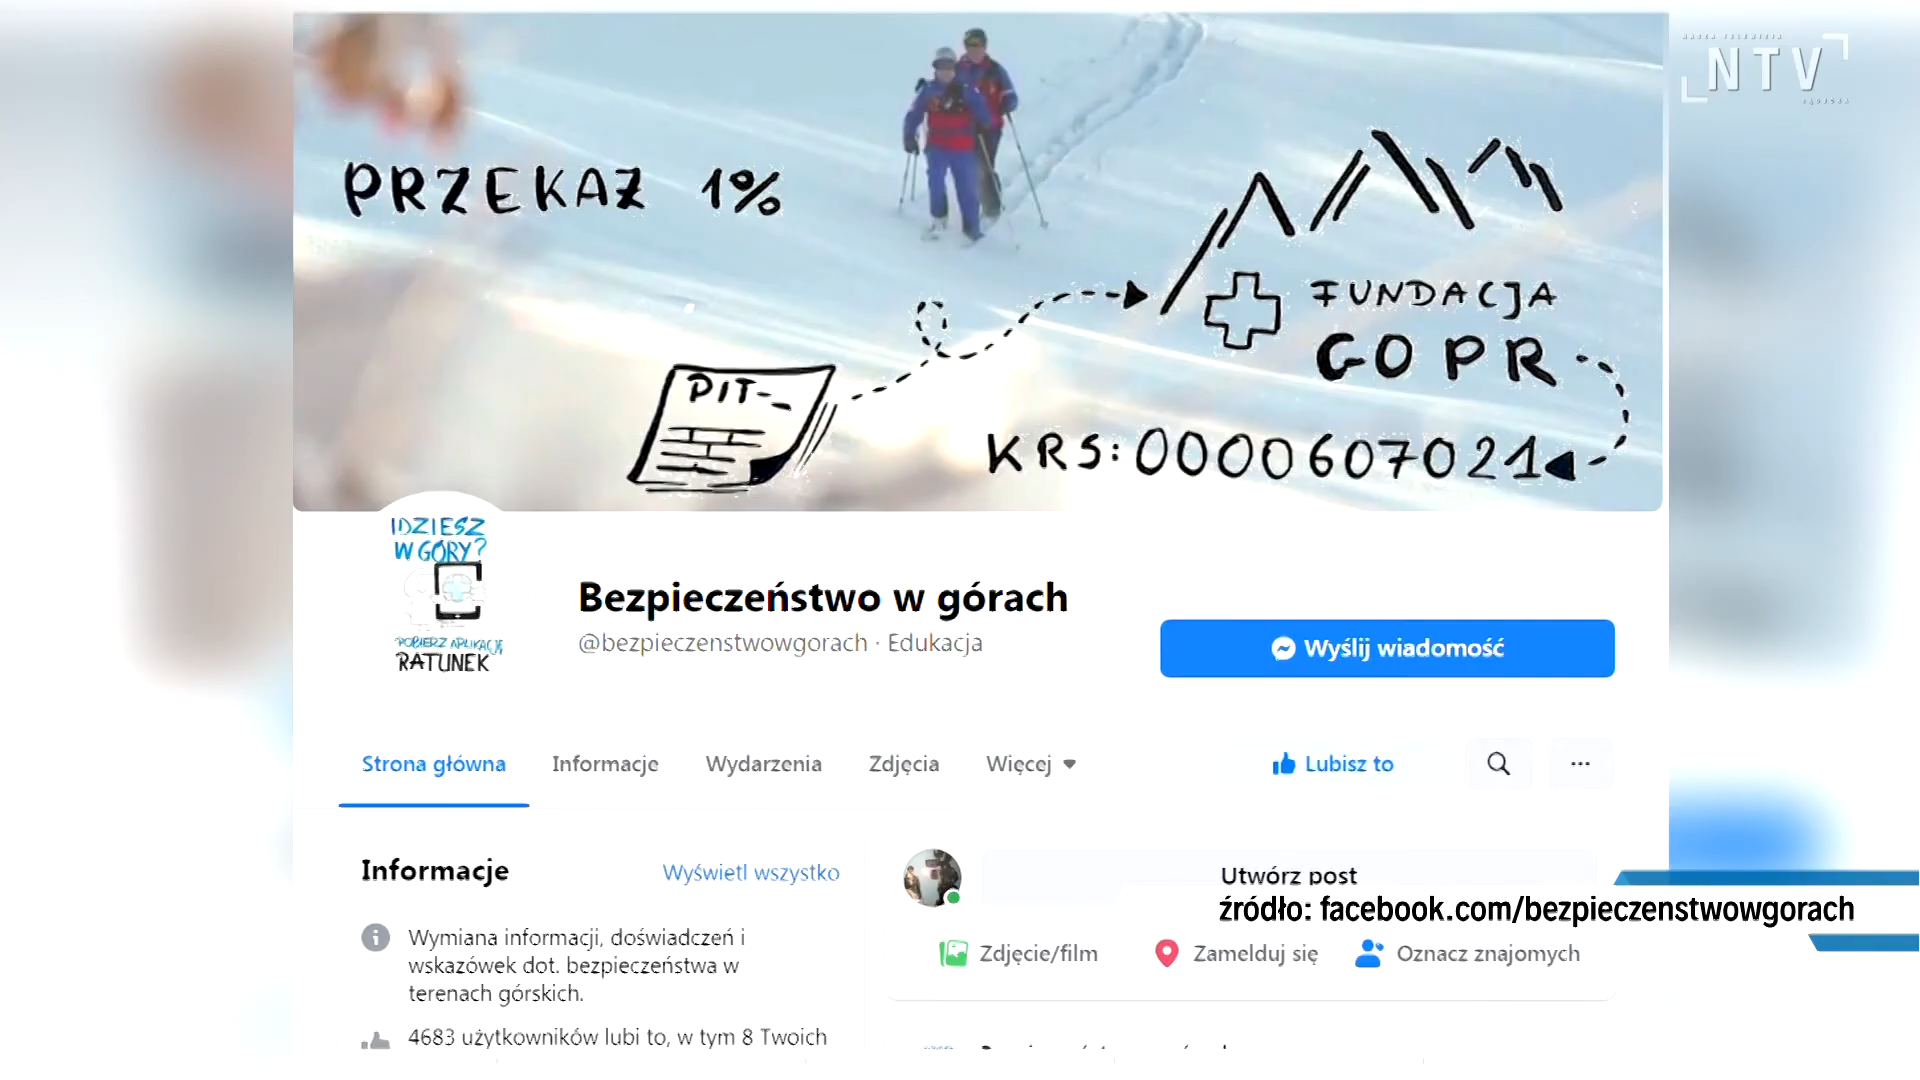 NTV
PRZEKAŻ 1%
FUNDACJA
GOPR
PIT-_
KRS: 0000607021
IDZIESZ
W GÓRY?
POBIERZ APLIKACJĘ
RATUNEK
Bezpieczeństwo w górach
@bezpieczenstwowgorach · Edukacja
Wyślij wiadomość
Strona główna
Informacje
Wydarzenia
Zdjęcia
Więcej
Lubisz to
Informacje
Wyświetl wszystko
Utwórz post
źródło: facebook.com/bezpieczenstwowgorach
Wymiana informacji, doświadczeń i
wskazówek dot. bezpieczeństwa w
terenach górskich.
Zdjęcie/film
Zamelduj się
Oznacz znajomych
4683 użytkowników lubi to, w tym 8 Twoich